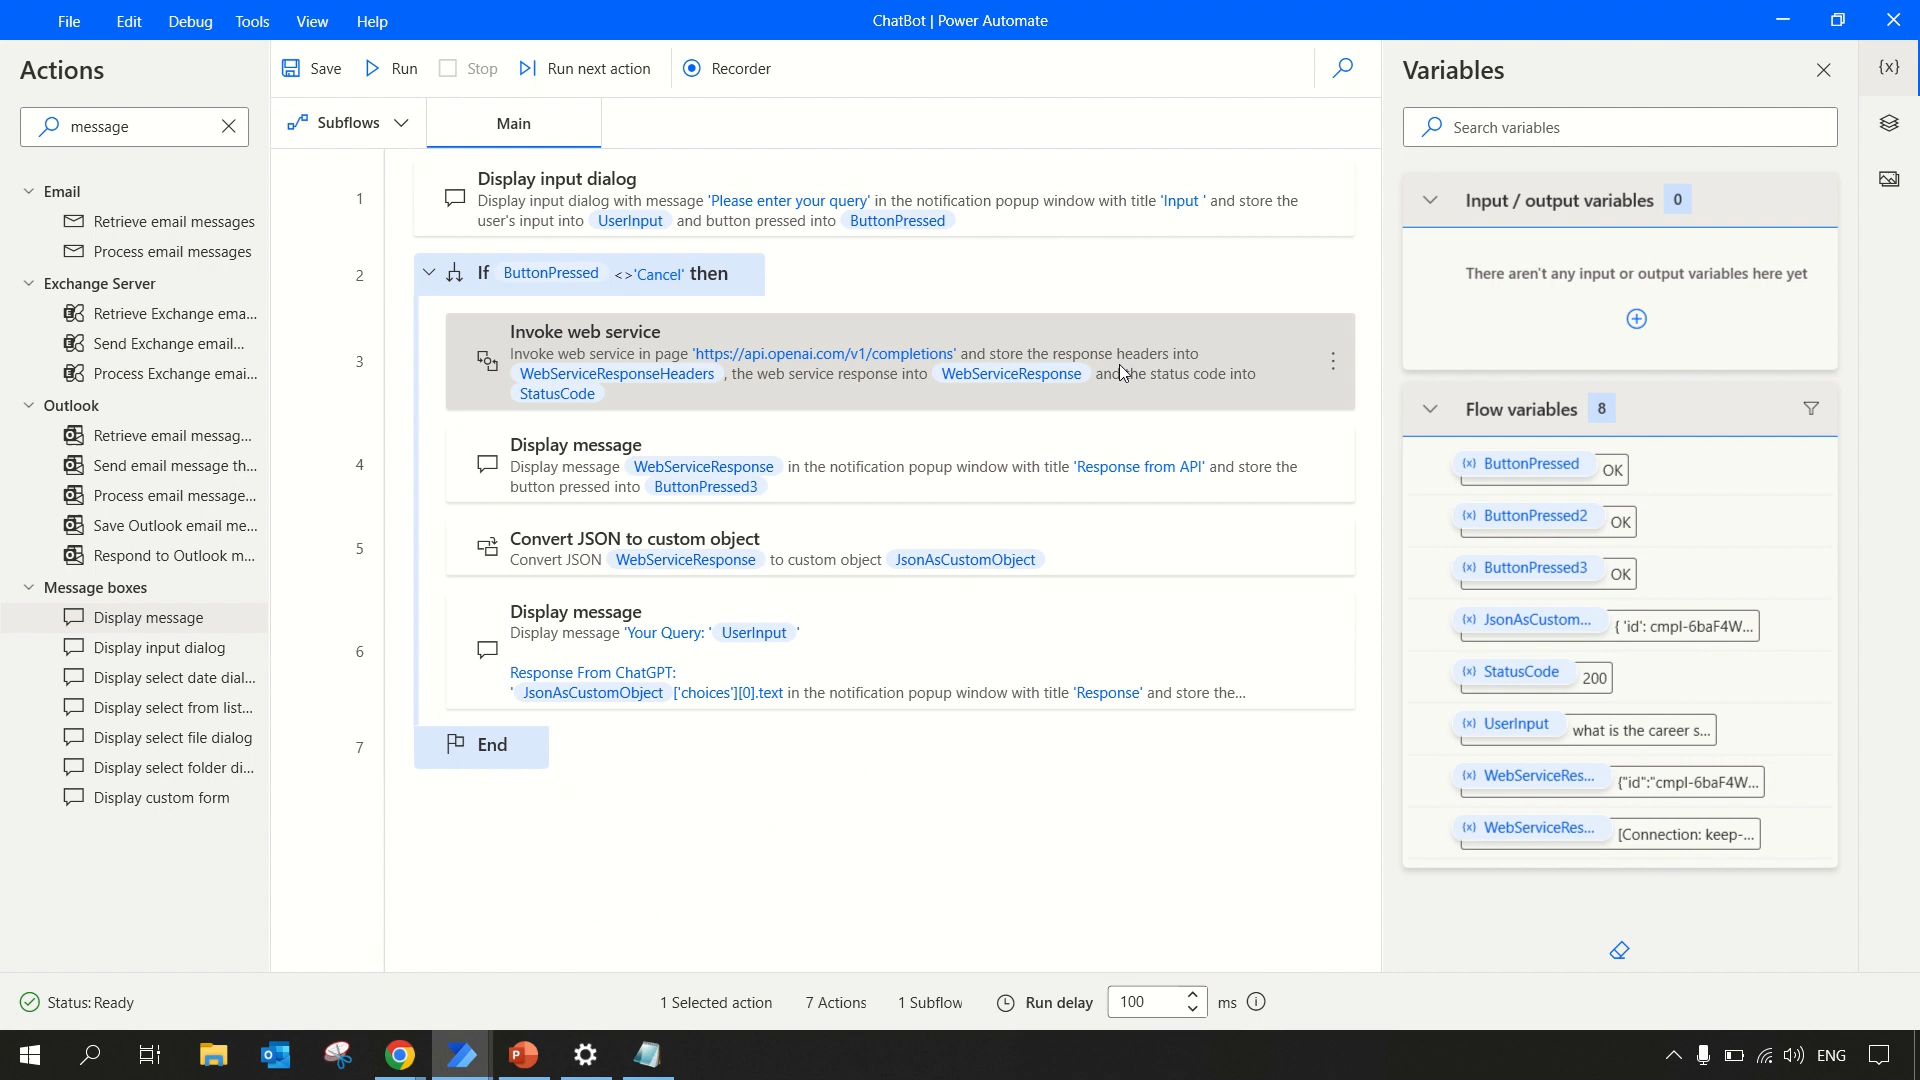 File Edit Debug Tools View Help
ChatBot | Power Automate
Actions
message
Email
Retrieve email messages
Process email messages
Exchange Server
Retrieve Exchange ema...
Send Exchange email...
Process Exchange emai...
Outlook
Retrieve email messag...
Send email message th...
Process email message...
Save Outlook email me...
Respond to Outlook m...
Message boxes
Display message
Display input dialog
Display select date dial...
Display select from list...
Display select file dialog
Display select folder di...
Display custom form
Save Run Stop Run next action Recorder
Subflows Main
1
Display input dialog
Display input dialog with message 'Please enter your query' in the notification popup window with title 'Input ' and store the
user's input into UserInput and button pressed into ButtonPressed
2
If ButtonPressed <>'Cancel' then
3
Invoke web service
Invoke web service in page 'https://api.openai.com/v1/completions' and store the response headers into
WebServiceResponseHeaders , the web service response into WebServiceResponse and the status code into
StatusCode
4
Display message
Display message WebServiceResponse in the notification popup window with title 'Response from API' and store the
button pressed into ButtonPressed3
5
Convert JSON to custom object
Convert JSON WebServiceResponse to custom object JsonAsCustomObject
6
Display message
Display message 'Your Query: ' UserInput '
Response From ChatGPT:
' JsonAsCustomObject ['choices'][0].text in the notification popup window with title 'Response' and store the...
7
End
Variables
{x}
Search variables
Input / output variables 0
There aren't any input or output variables here yet
Flow variables 8
(x) ButtonPressed OK
(x) ButtonPressed2 OK
(x) ButtonPressed3 OK
(x) JsonAsCustom... { 'id': cmpl-6baF4W...
(x) StatusCode 200
(x) UserInput what is the career s...
(x) WebServiceRes... {"id":"cmpl-6baF4W...
(x) WebServiceRes... [Connection: keep-...
Status: Ready
1 Selected action 7 Actions 1 Subflow Run delay 100 ms
ENG